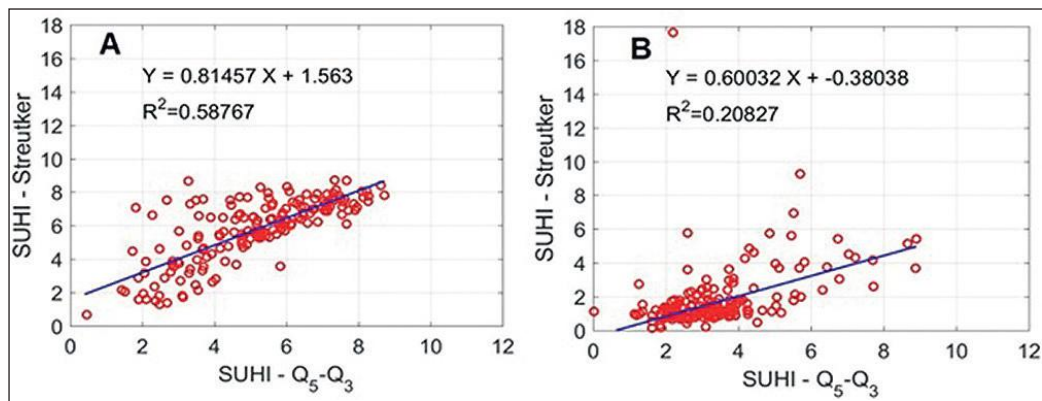 A
Y = 0.81457 X + 1.563
R²=0.58767
SUHI - Streutker
18
16
14
12
10
8
6
4
2
0
0 2 4 6 8 10 12
SUHI - Q₅-Q₃
B
Y = 0.60032 X + -0.38038
R²=0.20827
SUHI - Streutker
18
16
14
12
10
8
6
4
2
0
0 2 4 6 8 10 12
SUHI - Q₅-Q₃